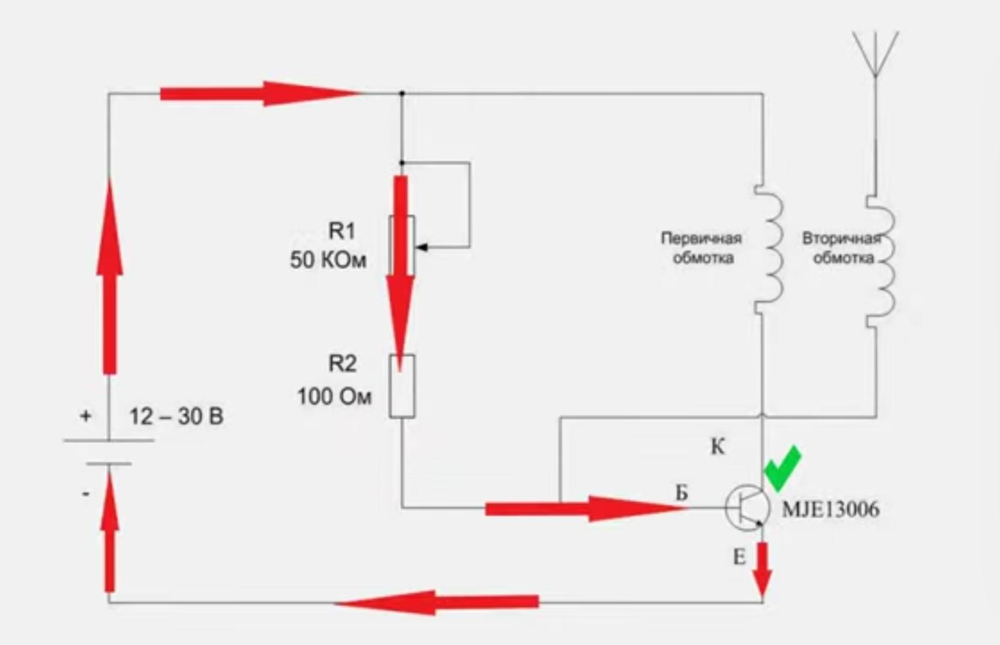 R1
50 КОм
Первичная
обмотка
Вторичная
обмотка
R2
100 Ом
+
12 – 30 В
-
К
Б
MJE13006
Е